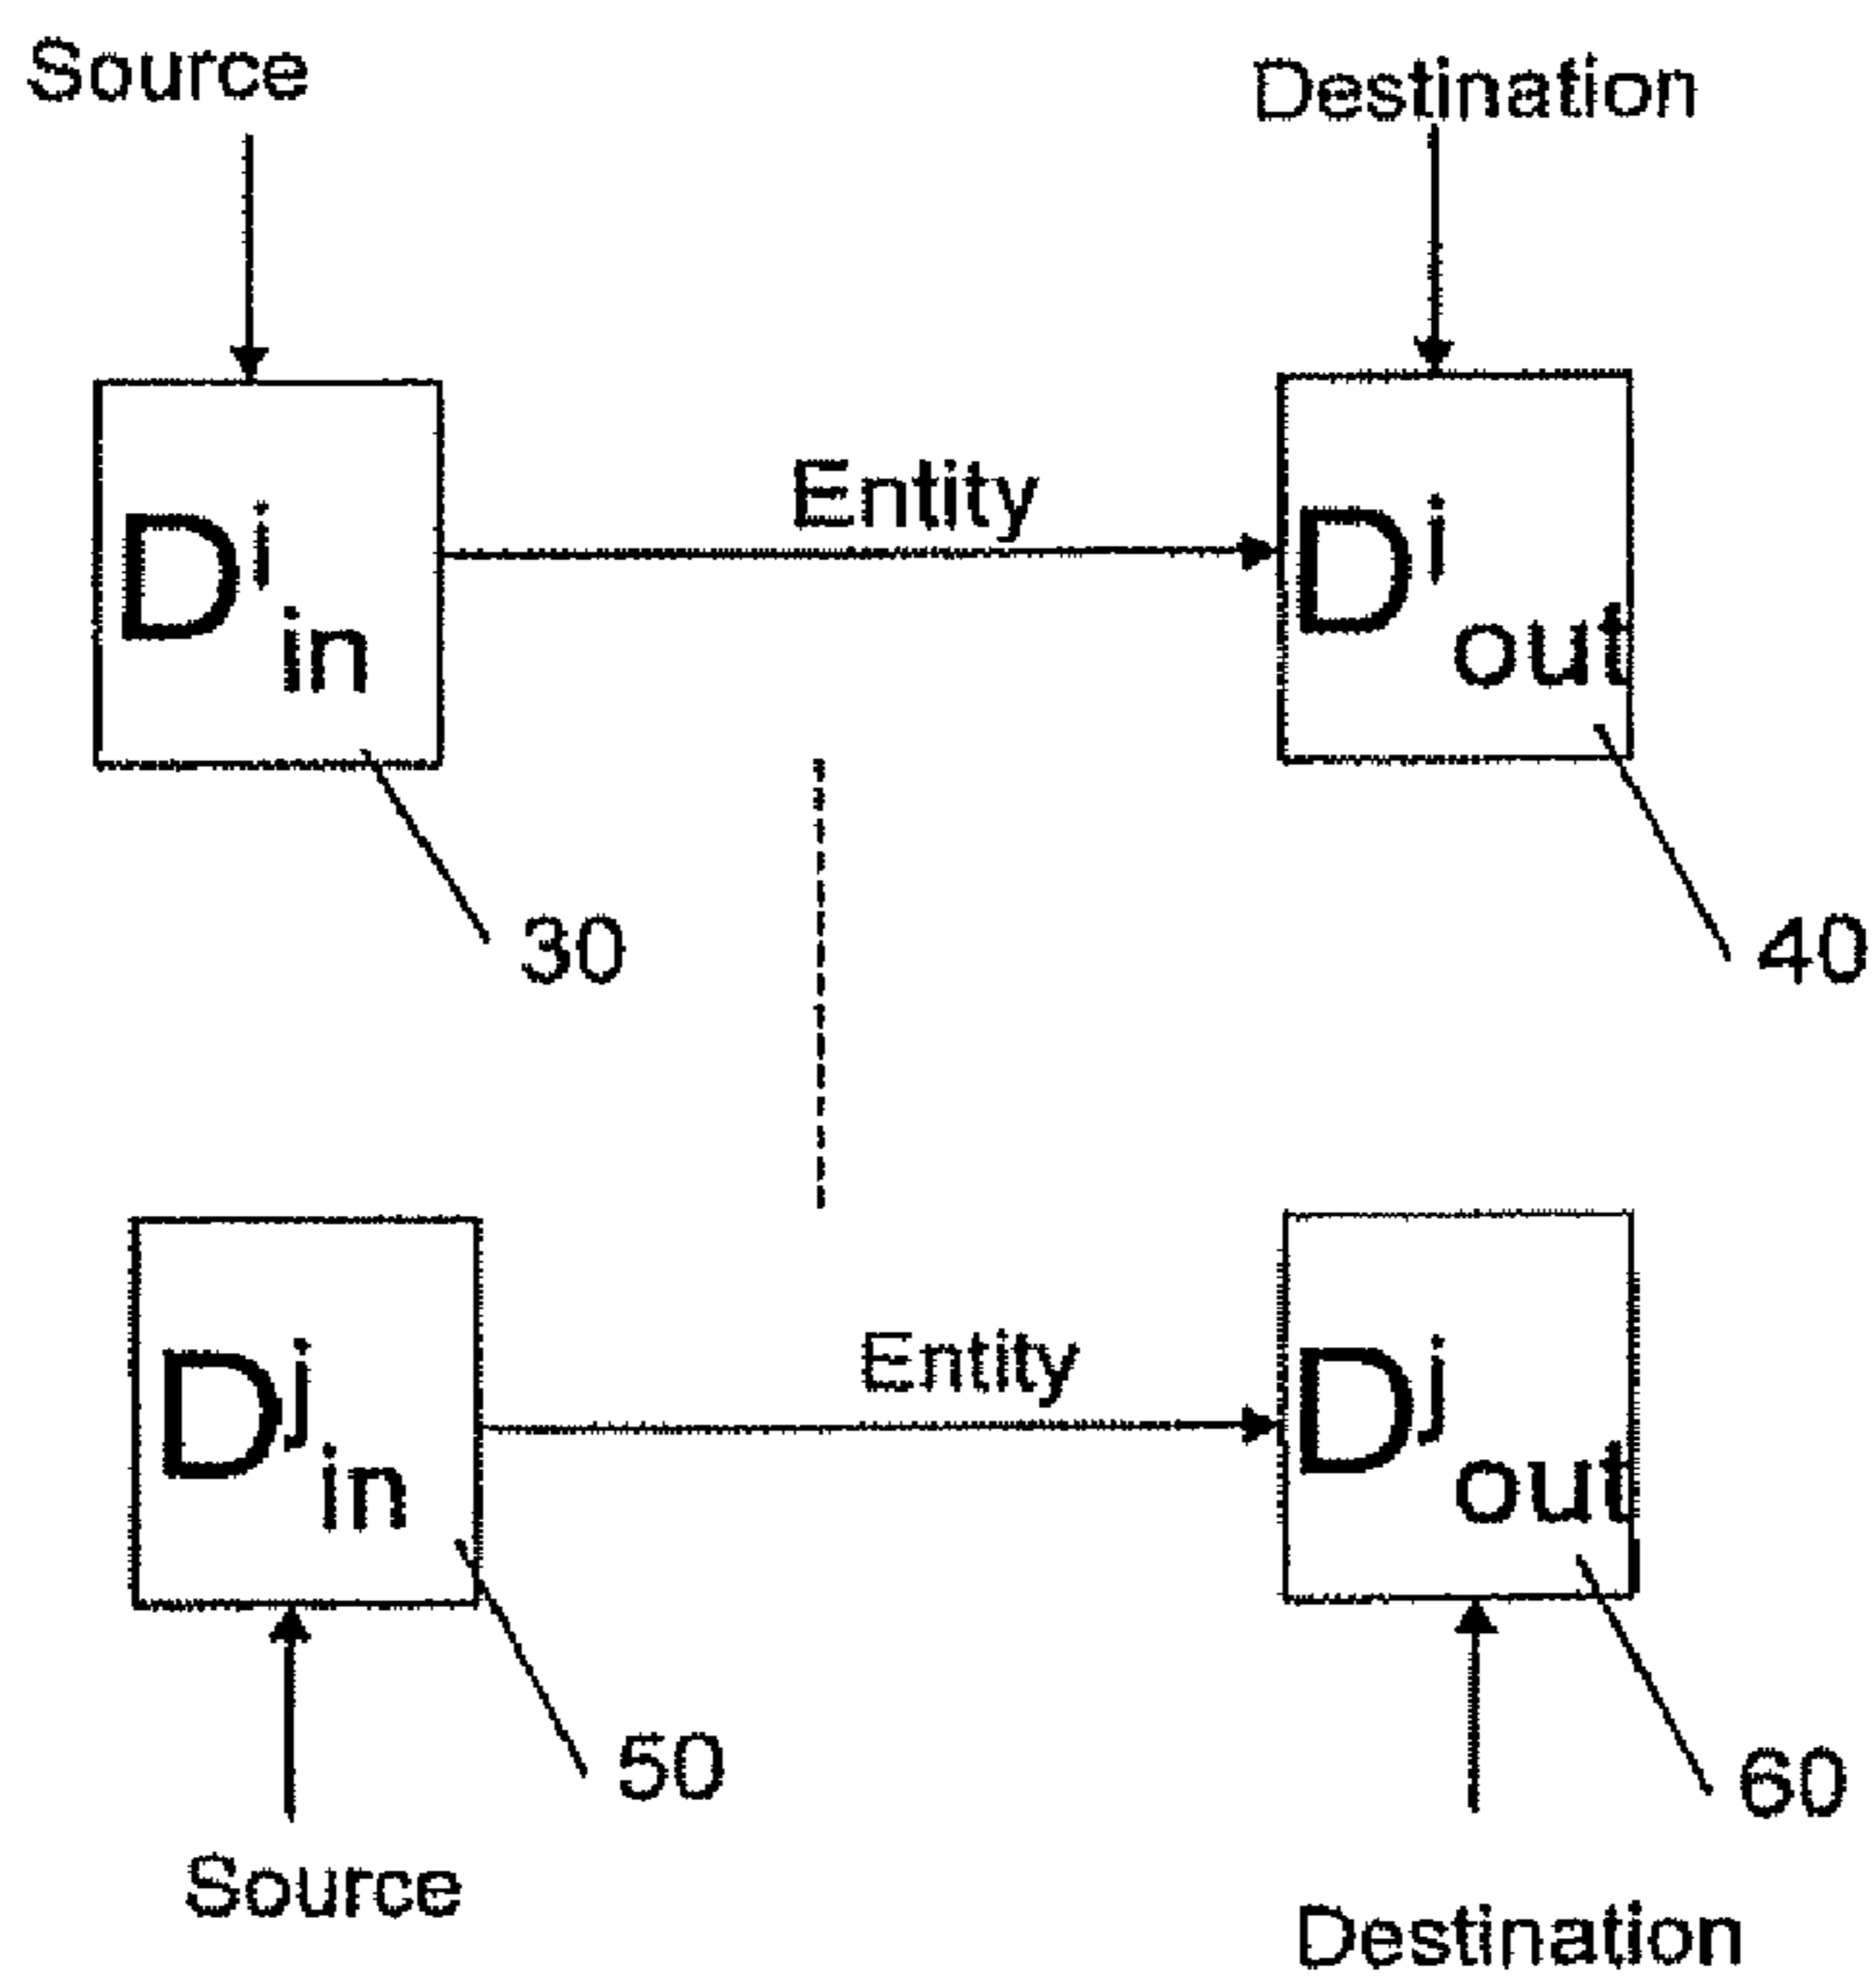 Source
Destination
Entity
D^i_in
D^i_out
30
40
Entity
D^j_in
D^j_out
50
60
Source
Destination